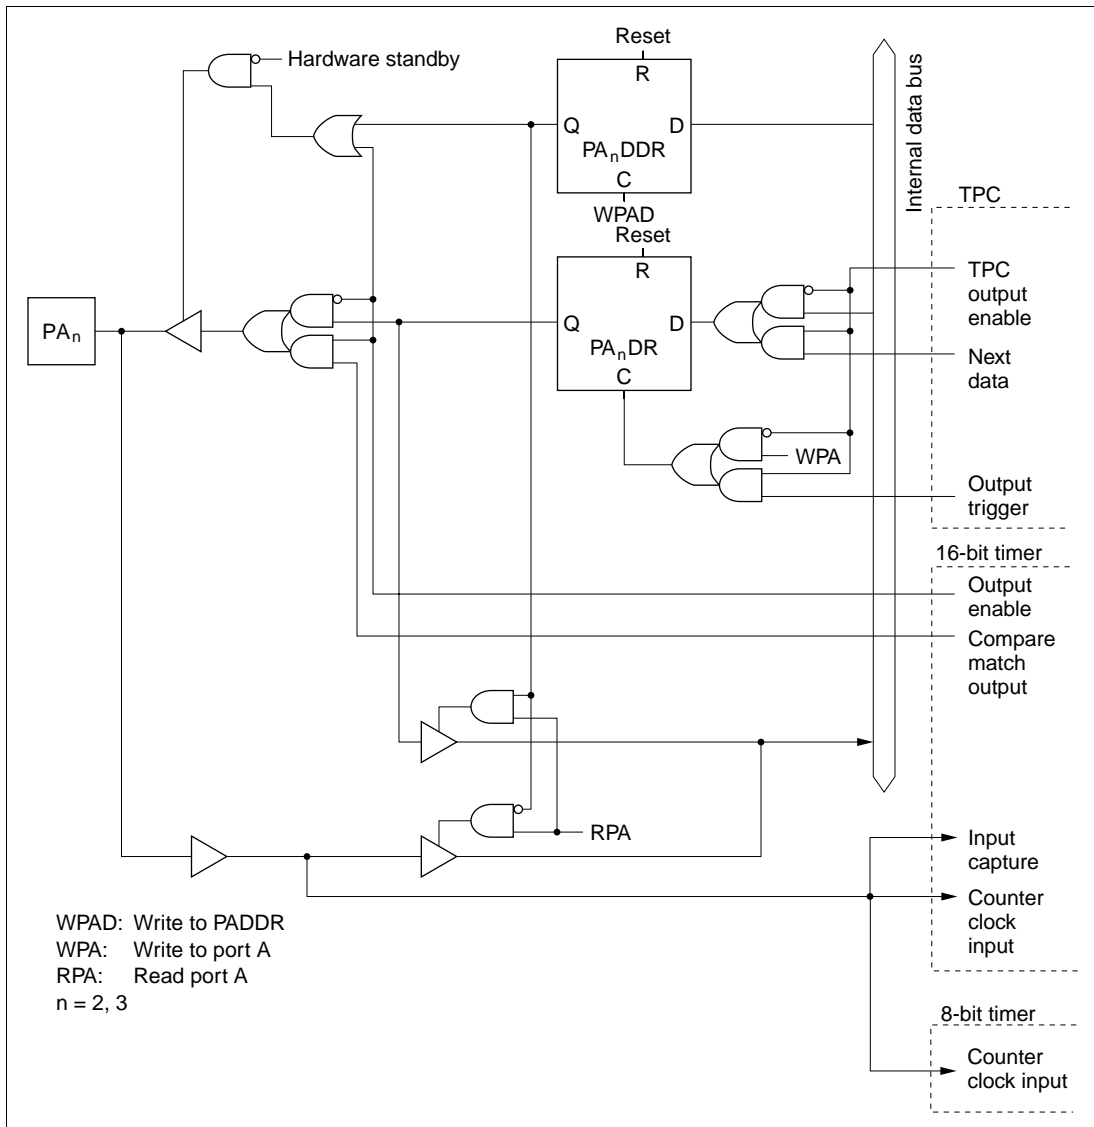 Reset
Hardware standby
R
Internal data bus
Q D
PAnDDR
C
WPAD
TPC
Reset
R
TPC
output
enable
PAn
Q D
PAnDR
C
Next
data
WPA
Output
trigger
16-bit timer
Output
enable
Compare
match
output
RPA
Input
capture
Counter
clock
input
WPAD: Write to PADDR
WPA: Write to port A
RPA: Read port A
n = 2, 3
8-bit timer
Counter
clock input